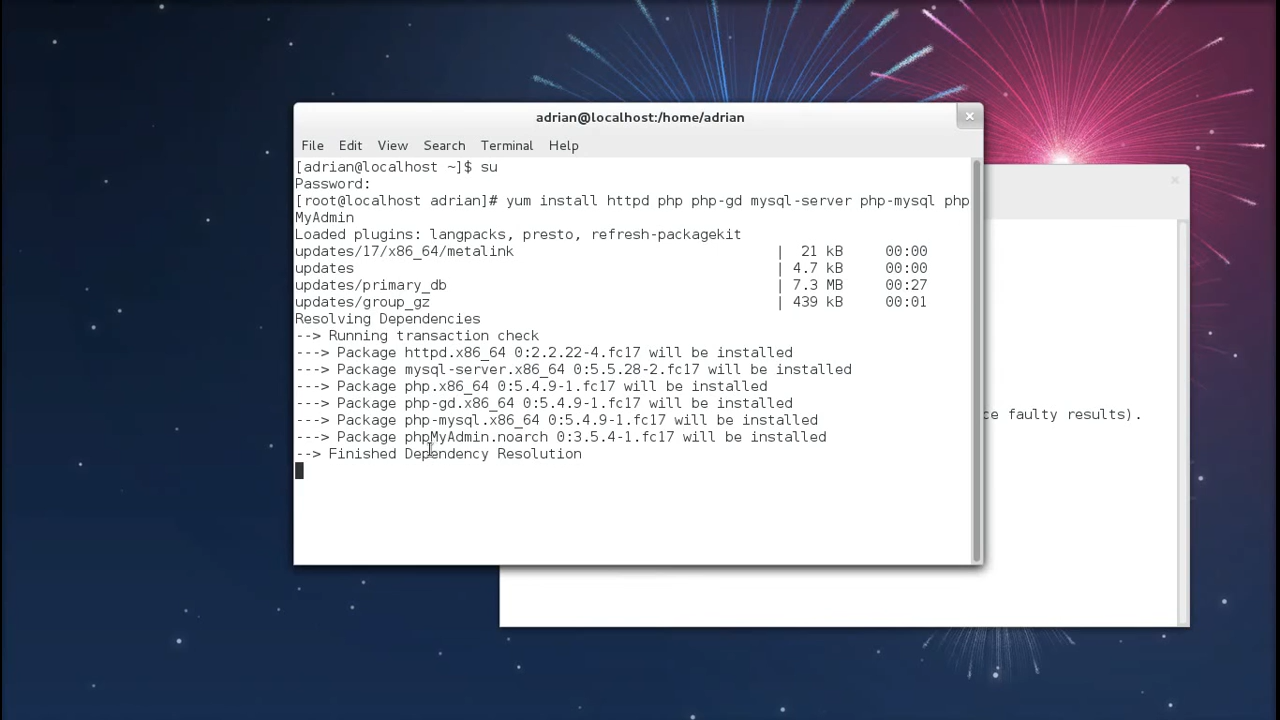 adrian@localhost:/home/adrian
File Edit View Search Terminal Help
[adrian@localhost ~]$ su
Password:
[root@localhost adrian]# yum install httpd php php-gd mysql-server php-mysql php
MyAdmin
Loaded plugins: langpacks, presto, refresh-packagekit
updates/17/x86_64/metalink | 21 kB 00:00
updates | 4.7 kB 00:00
updates/primary_db | 7.3 MB 00:27
updates/group_gz | 439 kB 00:01
Resolving Dependencies
--> Running transaction check
---> Package httpd.x86_64 0:2.2.22-4.fc17 will be installed
---> Package mysql-server.x86_64 0:5.5.28-2.fc17 will be installed
---> Package php.x86_64 0:5.4.9-1.fc17 will be installed
---> Package php-gd.x86_64 0:5.4.9-1.fc17 will be installed
---> Package php-mysql.x86_64 0:5.4.9-1.fc17 will be installed
---> Package phpMyAdmin.noarch 0:3.5.4-1.fc17 will be installed
--> Finished Dependency Resolution
ce faulty results).